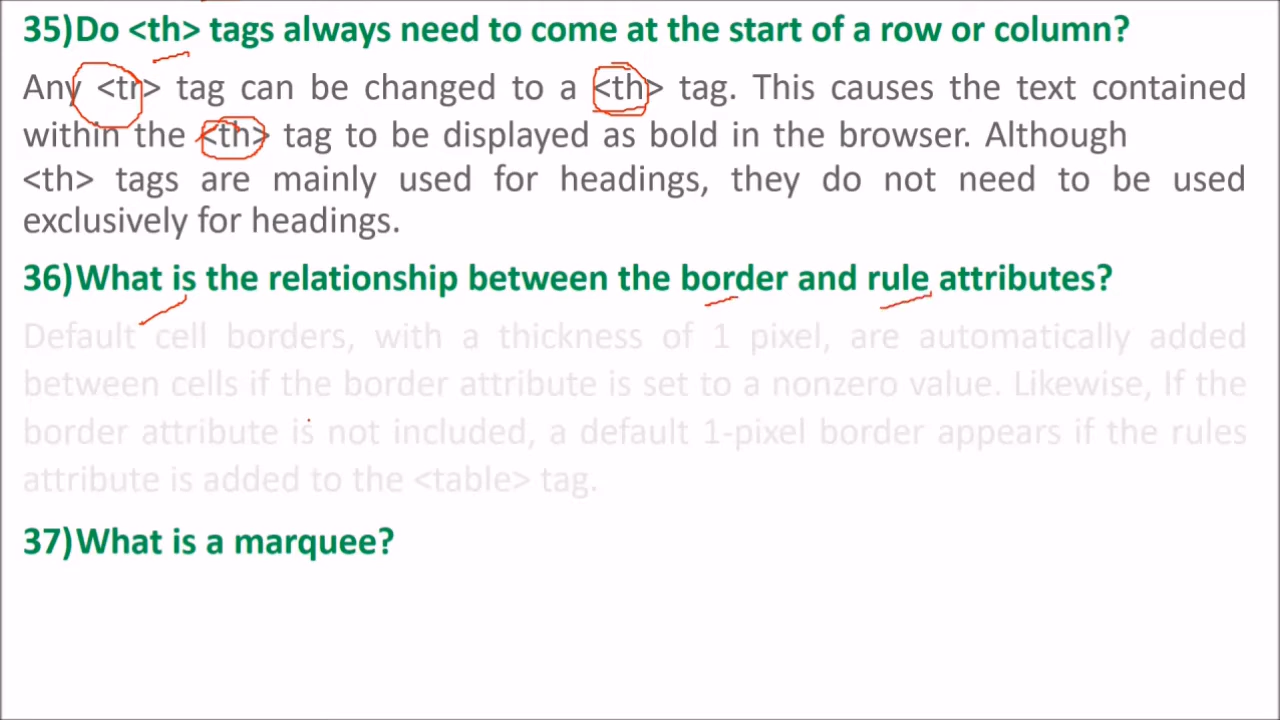 35)Do <th> tags always need to come at the start of a row or column?
Any <tr> tag can be changed to a <th> tag. This causes the text contained
within the <th> tag to be displayed as bold in the browser. Although
<th> tags are mainly used for headings, they do not need to be used
exclusively for headings.
36)What is the relationship between the border and rule attributes?
Default cell borders, with a thickness of 1 pixel, are automatically added
between cells if the border attribute is set to a nonzero value. Likewise, If the
border attribute is not included, a default 1-pixel border appears if the rules
attribute is added to the <table> tag.
37)What is a marquee?